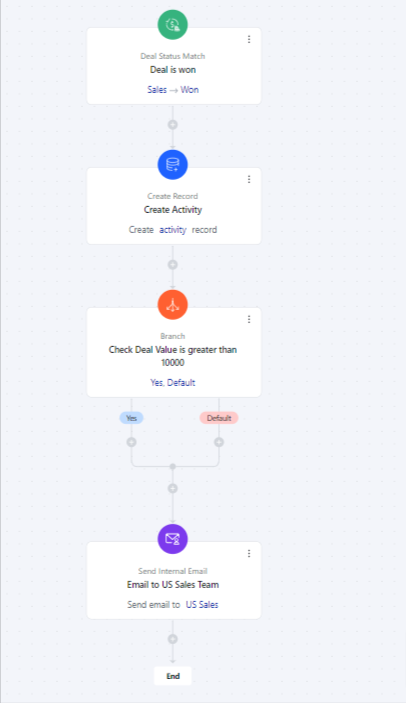 Deal Status Match
Deal is won
Sales → Won
Create Record
Create Activity
Create activity record
Branch
Check Deal Value is greater than
10000
Yes, Default
Yes
Default
Send Internal Email
Email to US Sales Team
Send email to US Sales
End